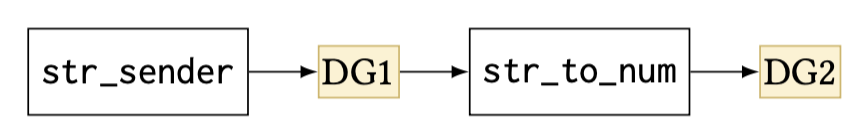 str_sender DG1 str_to_num DG2